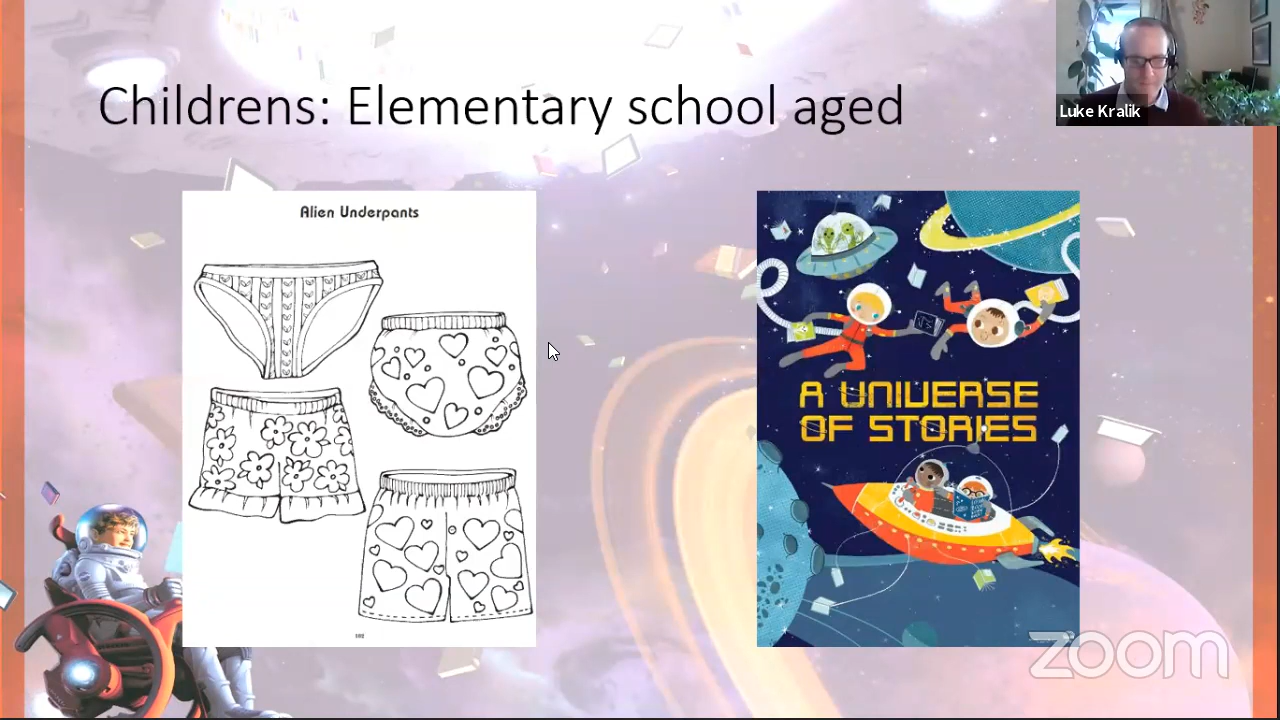 Childrens: Elementary school aged
Luke Kralik
Alien Underpants
A UNIVERSE
OF STORIES
zoom